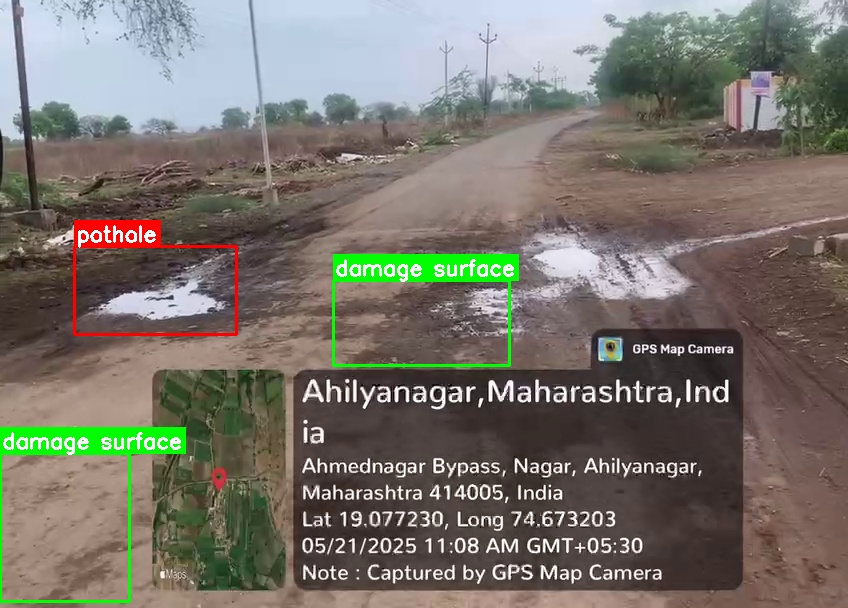 pothole
damage surface
GPS Map Camera
Ahilyanagar,Maharashtra,Ind
ia
damage surface
Ahmednagar Bypass, Nagar, Ahilyanagar,
Maharashtra 414005, India
Lat 19.077230, Long 74.673203
05/21/2025 11:08 AM GMT+05:30
Note : Captured by GPS Map Camera
Maps